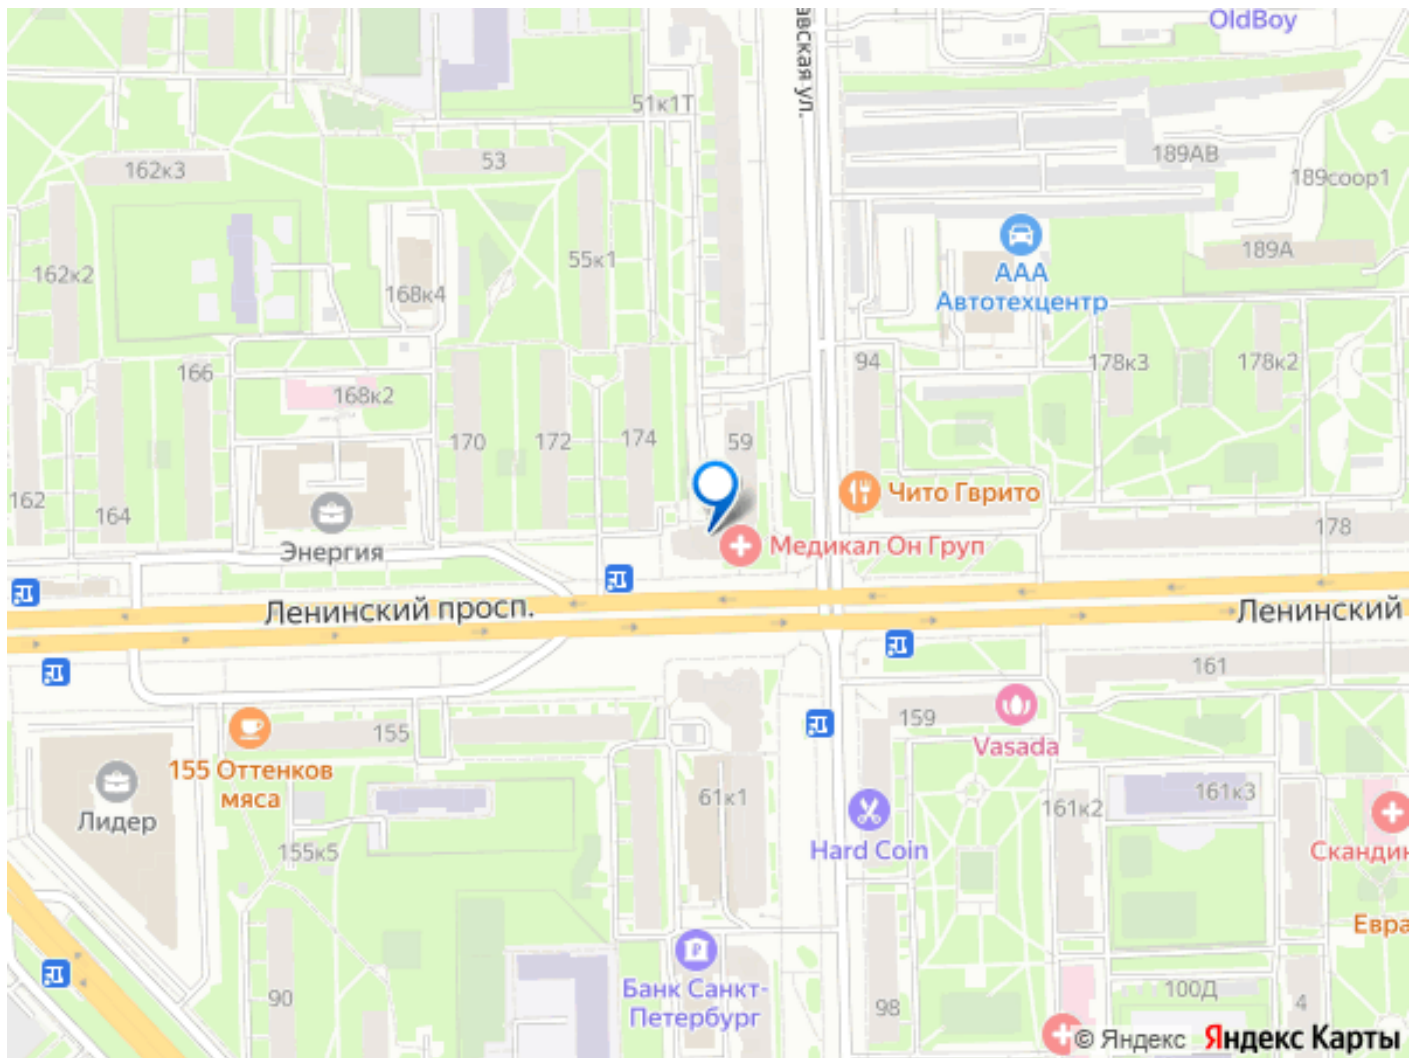 OldBoy
авская ул.
51к1Т
53
162к3
189АВ
189соор1
162к2
55к1
168к4
189А
ААА
Автотехцентр
166
168к2
94
178к3
178к2
170
172
174
59
162
164
Чито Гврито
178
Энергия
Медикал Он Груп
Ленинский просп.
Ленинский
161
155
159
Vasada
155 Оттенков
мяса
Лидер
61к1
161к2
161к3
Hard Coin
155к5
Скандин
Евра
Банк Санкт-
Петербург
90
98
100Д
4
© Яндекс Яндекс Карты